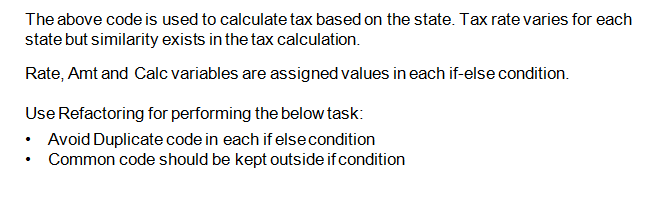 The above code is used to calculate tax based on the state. Tax rate varies for each
state but similarity exists in the tax calculation.
Rate, Amt and Calc variables are assigned values in each if-else condition.
Use Refactoring for performing the below task:
• Avoid Duplicate code in each if else condition
• Common code should be kept outside if condition